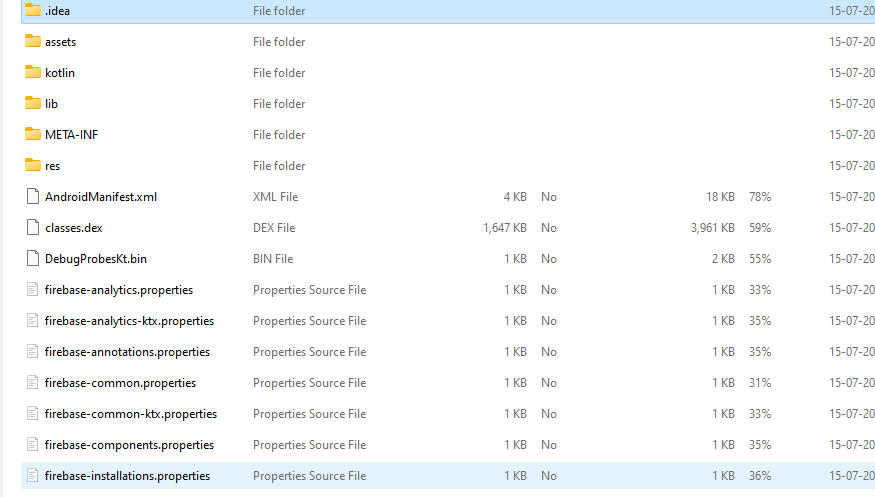 .idea File folder 15-07-20
assets File folder 15-07-20
kotlin File folder 15-07-20
lib File folder 15-07-20
META-INF File folder 15-07-20
res File folder 15-07-20
AndroidManifest.xml XML File 4 KB No 18 KB 78% 15-07-20
classes.dex DEX File 1,647 KB No 3,961 KB 59% 15-07-20
DebugProbesKt.bin BIN File 1 KB No 2 KB 55% 15-07-20
firebase-analytics.properties Properties Source File 1 KB No 1 KB 33% 15-07-20
firebase-analytics-ktx.properties Properties Source File 1 KB No 1 KB 35% 15-07-20
firebase-annotations.properties Properties Source File 1 KB No 1 KB 35% 15-07-20
firebase-common.properties Properties Source File 1 KB No 1 KB 31% 15-07-20
firebase-common-ktx.properties Properties Source File 1 KB No 1 KB 33% 15-07-20
firebase-components.properties Properties Source File 1 KB No 1 KB 35% 15-07-20
firebase-installations.properties Properties Source File 1 KB No 1 KB 36% 15-07-20